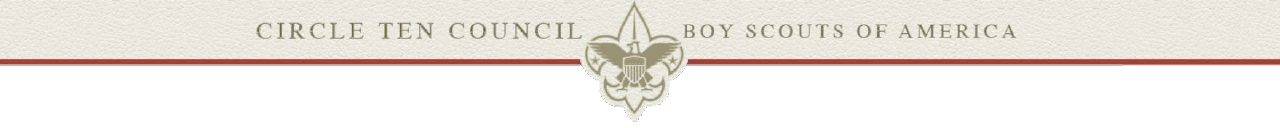 CIRCLE TEN COUNCIL BOY SCOUTS OF AMERICA